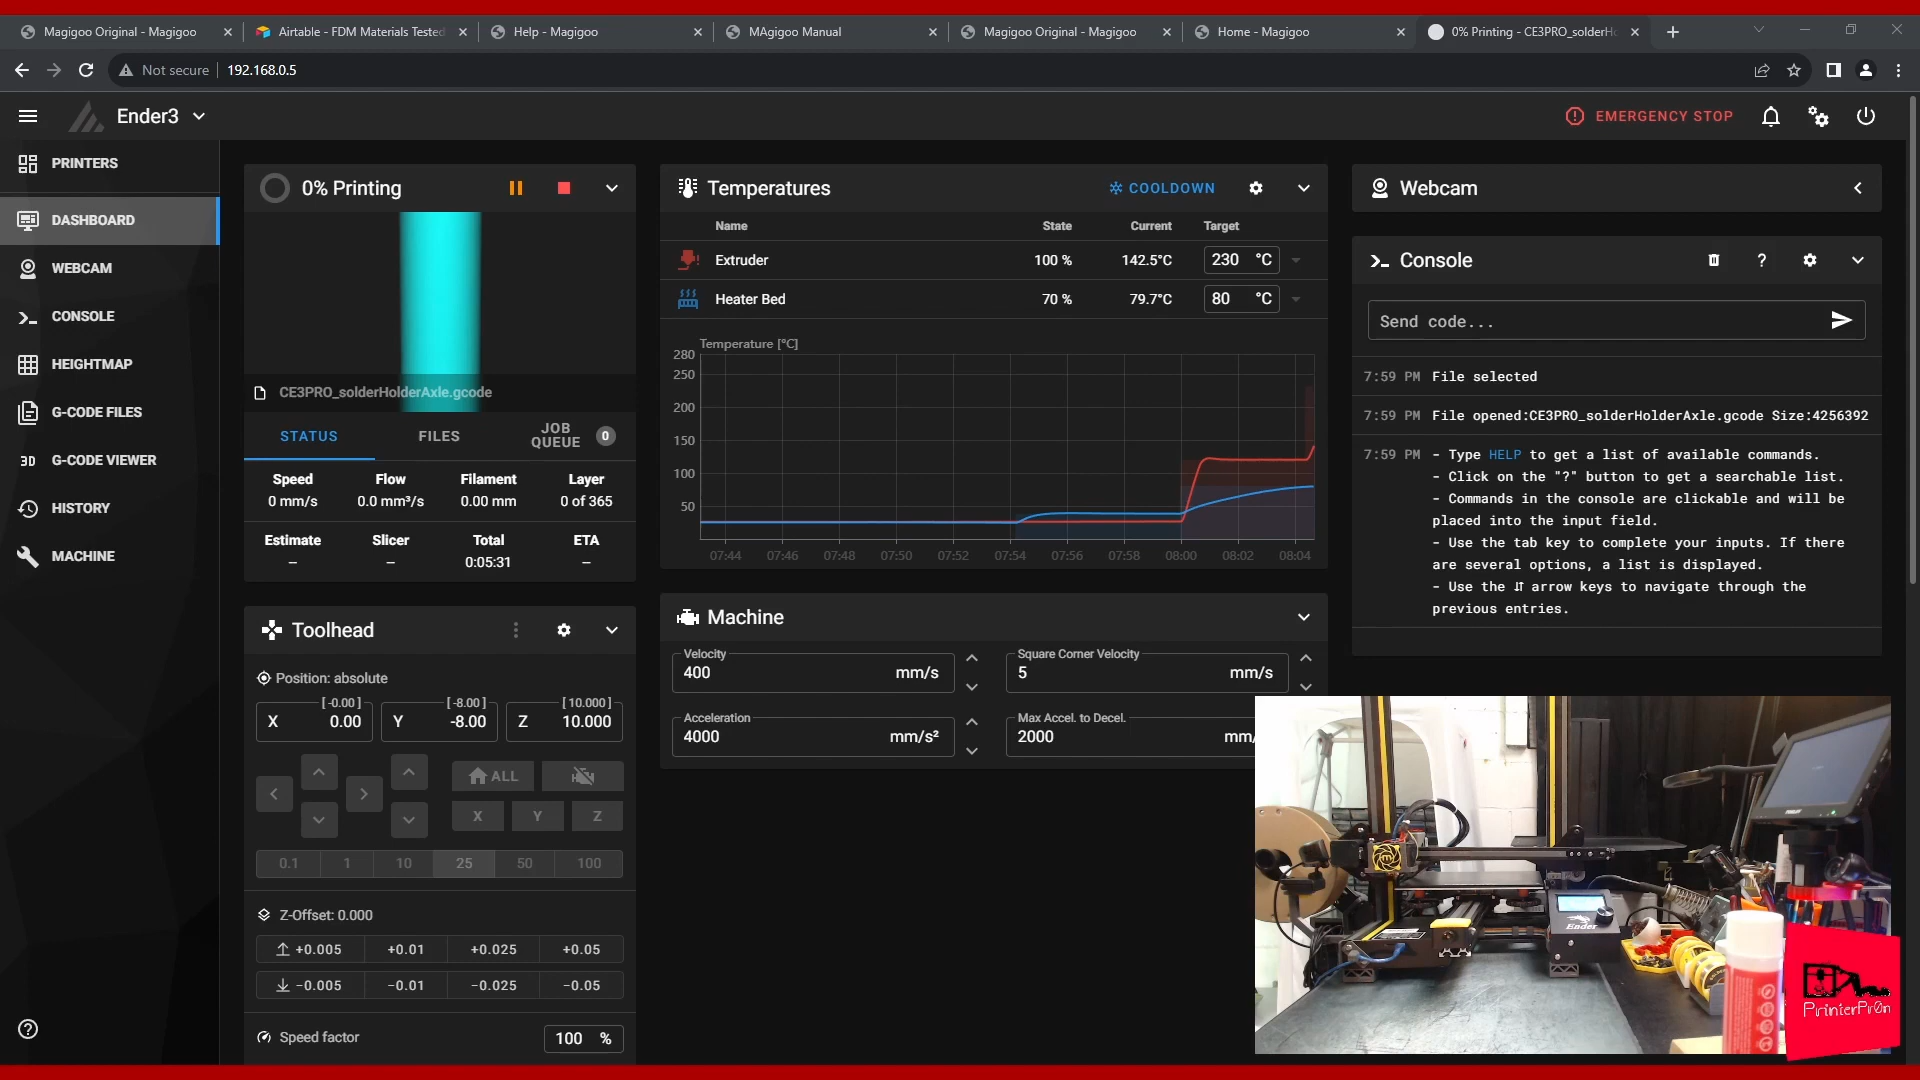 Magigoo Original - Magigoo
Airtable - FDM Materials Tested
Help - Magigoo
MAgigoo Manual
Magigoo Original - Magigoo
Home - Magigoo
0% Printing - CE3PRO_solderH
Not secure
192.168.0.5
Ender3
EMERGENCY STOP
PRINTERS
DASHBOARD
WEBCAM
CONSOLE
HEIGHTMAP
G-CODE FILES
3D G-CODE VIEWER
HISTORY
MACHINE
0% Printing
CE3PRO_solderHolderAxle.gcode
STATUS
FILES
JOB QUEUE 0
Speed Flow Filament Layer
0 mm/s 0.0 mm³/s 0.00 mm 0 of 365
Estimate Slicer Total ETA
– – 0:05:31 –
Toolhead
Position: absolute
[ -0.00 ] [ -8.00 ] [ 10.000 ]
X 0.00 Y -8.00 Z 10.000
ALL
X Y Z
0.1 1 10 25 50 100
Z-Offset: 0.000
+0.005 +0.01 +0.025 +0.05
−0.005 −0.01 −0.025 −0.05
Speed factor 100 %
Temperatures
COOLDOWN
Name State Current Target
Extruder 100 % 142.5°C 230 °C
Heater Bed 70 % 79.7°C 80 °C
Temperature [°C]
280
250
200
150
100
50
07:44 07:46 07:48 07:50 07:52 07:54 07:56 07:58 08:00 08:02 08:04
Machine
Velocity
400 mm/s
Square Corner Velocity
5 mm/s
Acceleration
4000 mm/s²
Max Accel. to Decel.
2000 mm/
Webcam
Console
Send code...
7:59 PM File selected
7:59 PM File opened:CE3PRO_solderHolderAxle.gcode Size:4256392
7:59 PM - Type HELP to get a list of available commands.
- Click on the "?" button to get a searchable list.
- Commands in the console are clickable and will be
placed into the input field.
- Use the tab key to complete your inputs. If there
are several options, a list is displayed.
- Use the ⇵ arrow keys to navigate through the
previous entries.
Ender
PrinterPr0n